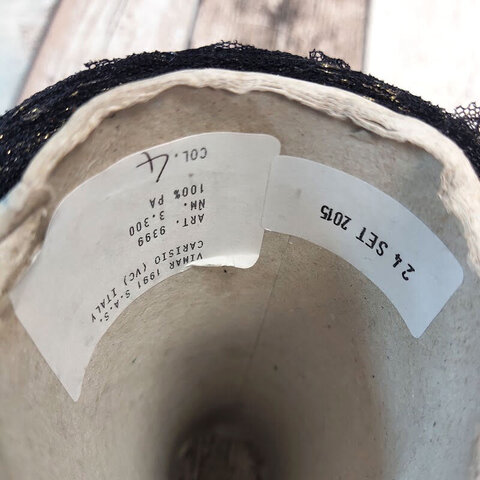 VIMAR 1991 S.A.S.
CARISIO (VC) ITALY
ART. 9399
NM. 3.300
100% PA
COL. 4
24 SET 2015